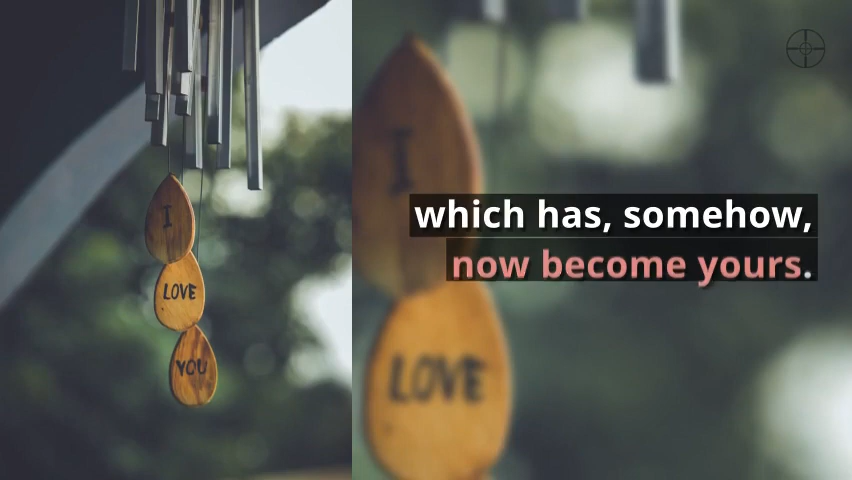 I
LOVE
YOU
I
LOVE
which has, somehow,
now become yours.